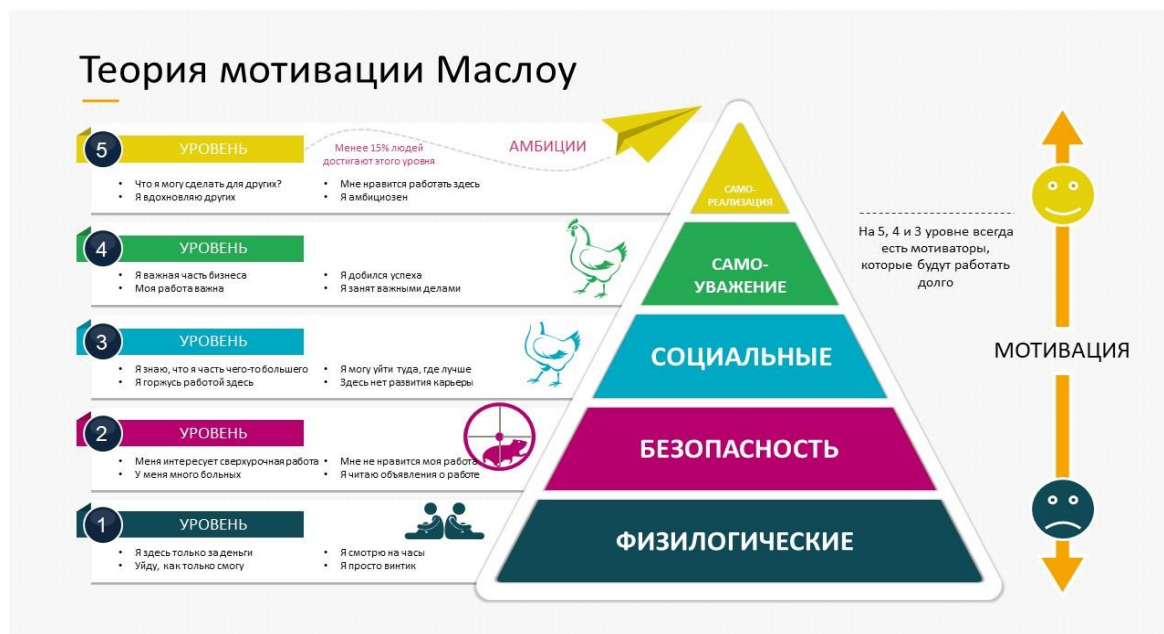 Теория мотивации Маслоу
5
УРОВЕНЬ
Менее 15% людей
достигают этого уровня
АМБИЦИИ
• Что я могу сделать для других?
• Я вдохновляю других
• Мне нравится работать здесь
• Я амбициозен
САМО-
РЕАЛИЗАЦИЯ
4
УРОВЕНЬ
• Я важная часть бизнеса
• Моя работа важна
• Я добился успеха
• Я занят важными делами
САМО-
УВАЖЕНИЕ
На 5, 4 и 3 уровне всегда
есть мотиваторы,
которые будут работать
долго
3
УРОВЕНЬ
• Я знаю, что я часть чего-то большего
• Я горжусь работой здесь
• Я могу уйти туда, где лучше
• Здесь нет развития карьеры
СОЦИАЛЬНЫЕ
МОТИВАЦИЯ
2
УРОВЕНЬ
• Меня интересует сверхурочная работа
• У меня много больных
• Мне не нравится моя работа
• Я читаю объявления о работе
БЕЗОПАСНОСТЬ
1
УРОВЕНЬ
• Я здесь только за деньги
• Уйду, как только смогу
• Я смотрю на часы
• Я просто винтик
ФИЗИЛОГИЧЕСКИЕ